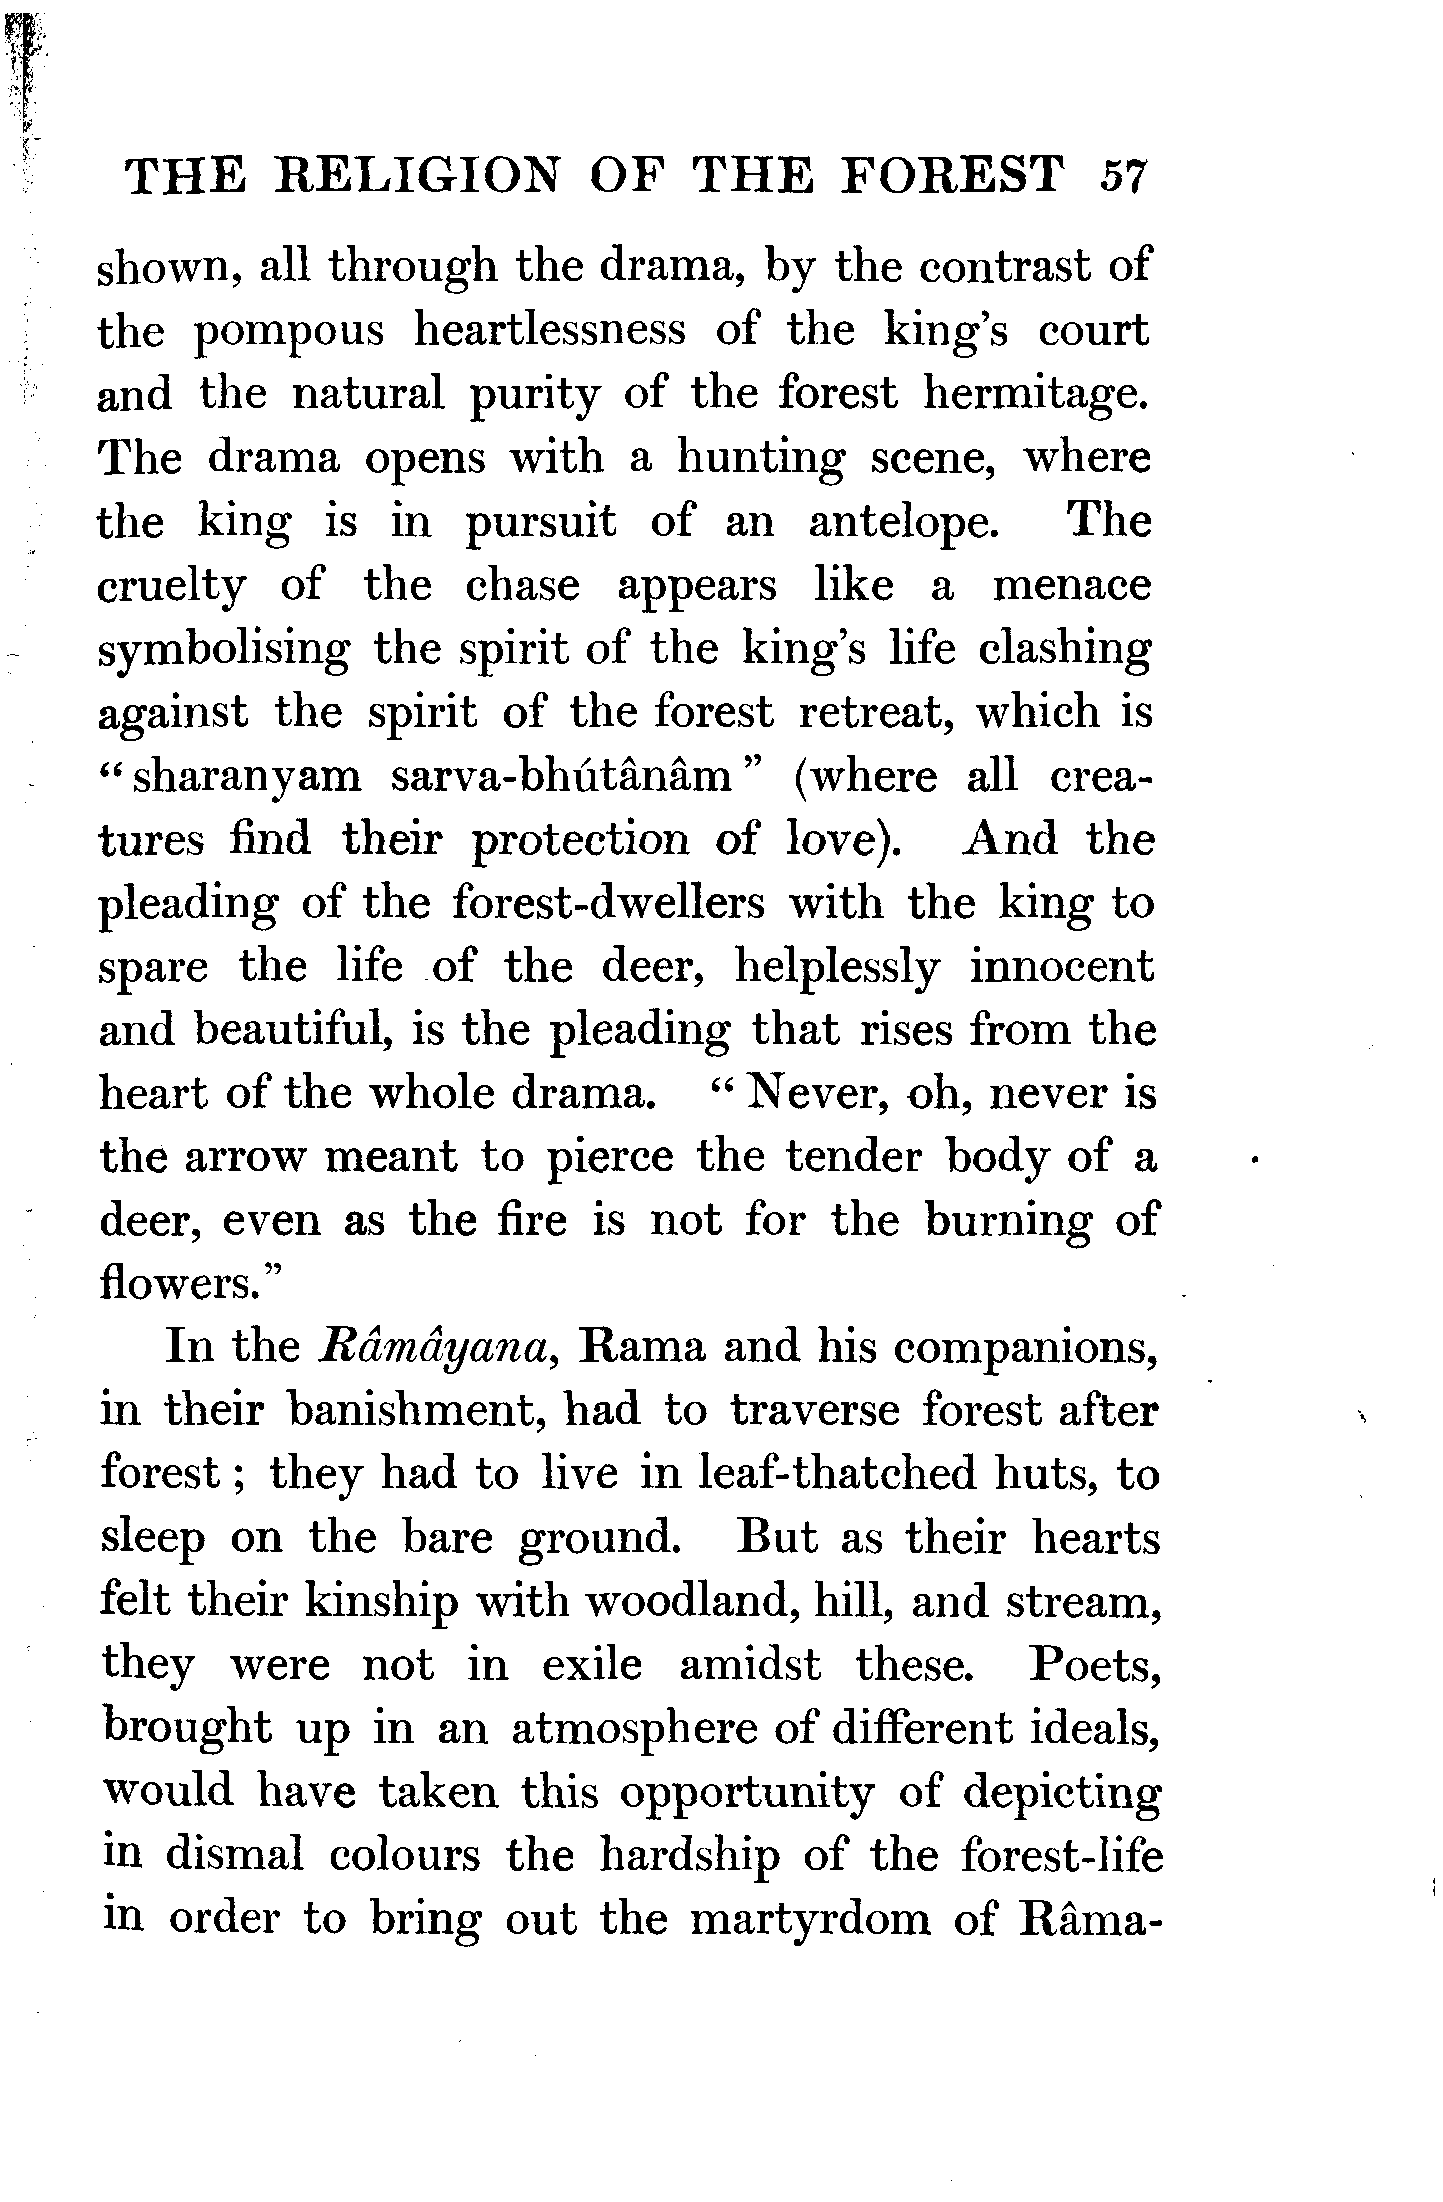 THE RELIGION OF THE FOREST 57
shown, all through the drama, by the contrast of
the pompous heartlessness of the king's court
and the natural purity of the forest hermitage.
The drama opens with a hunting scene, where
the king is in pursuit of an antelope. The
cruelty of the chase appears like a menace
symbolising the spirit of the king's life clashing
against the spirit of the forest retreat, which is
“ sharanyam sarva-bhútânâm ” (where all crea-
tures find their protection of love). And the
pleading of the forest-dwellers with the king to
spare the life of the deer, helplessly innocent
and beautiful, is the pleading that rises from the
heart of the whole drama. “ Never, oh, never is
the arrow meant to pierce the tender body of a
deer, even as the fire is not for the burning of
flowers.”
In the Râmâyana, Rama and his companions,
in their banishment, had to traverse forest after
forest ; they had to live in leaf-thatched huts, to
sleep on the bare ground. But as their hearts
felt their kinship with woodland, hill, and stream,
they were not in exile amidst these. Poets,
brought up in an atmosphere of different ideals,
would have taken this opportunity of depicting
in dismal colours the hardship of the forest-life
in order to bring out the martyrdom of Râma-